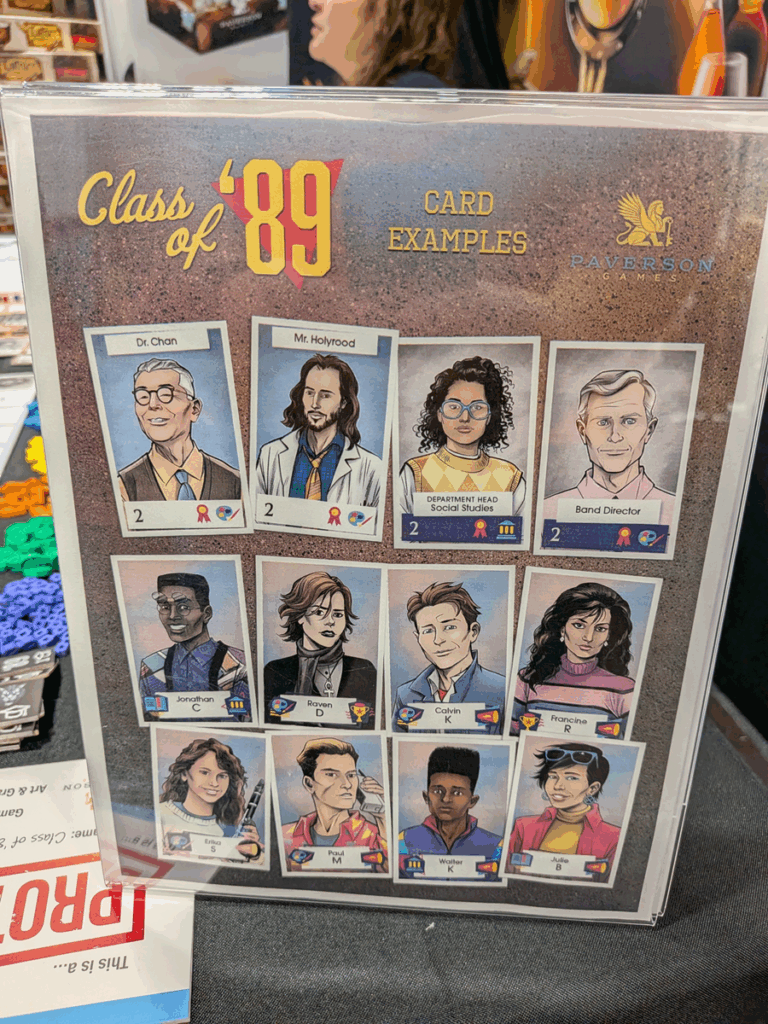 Class
of
'89
CARD
EXAMPLES
PAVERSON
GAMES
Dr. Chan
2
Mr. Holyrood
2
DEPARTMENT HEAD
Social Studies
2
Band Director
2
Jonathan
C
Raven
D
Calvin
K
Francine
R
Erika
S
Paul
M
Walter
K
Julie
B
This is a...
PROT